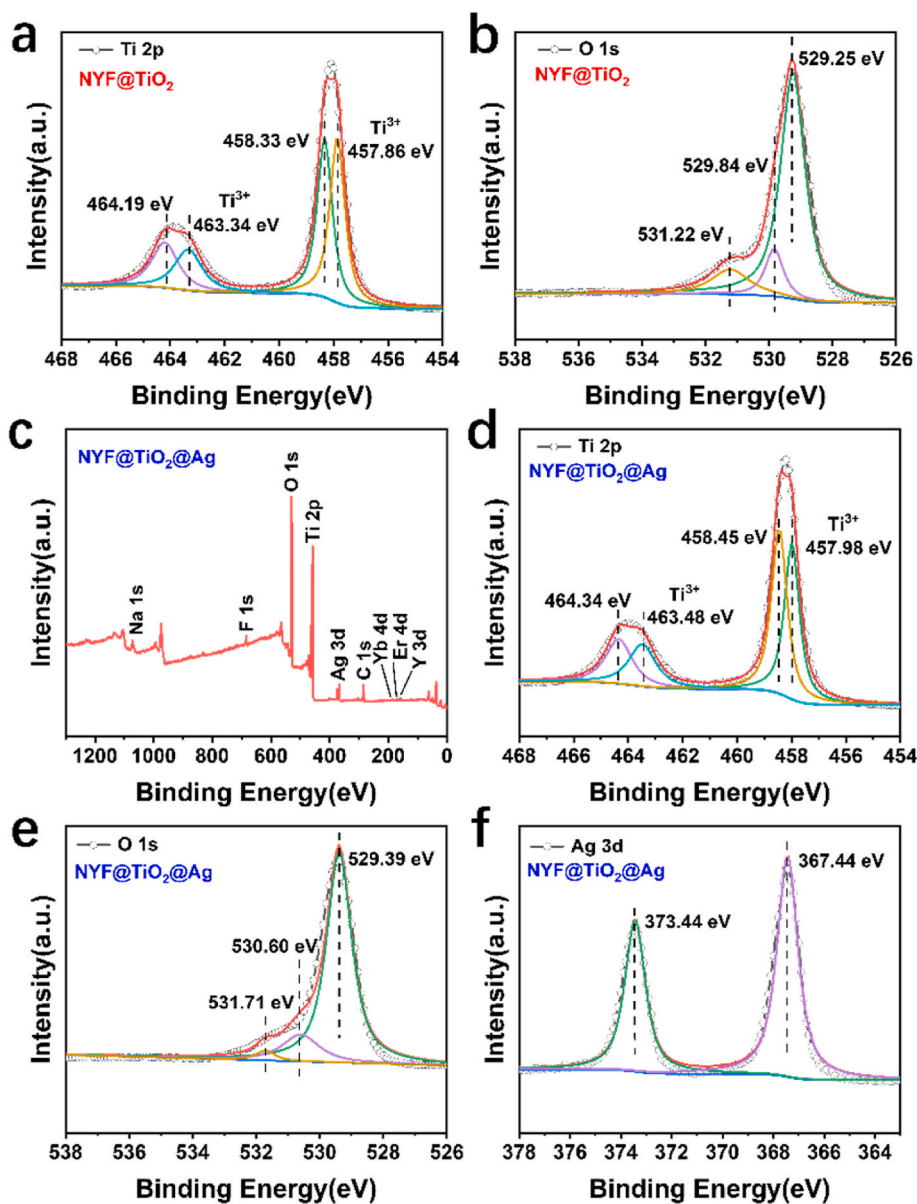 a
Ti 2p
NYF@TiO₂
458.33 eV
Ti³⁺
457.86 eV
464.19 eV
Ti³⁺
463.34 eV
Intensity(a.u.)
468 466 464 462 460 458 456 454
Binding Energy(eV)
b
O 1s
NYF@TiO₂
529.25 eV
529.84 eV
531.22 eV
Intensity(a.u.)
538 536 534 532 530 528 526
Binding Energy(eV)
c
NYF@TiO₂@Ag
O 1s
Ti 2p
Na 1s
F 1s
Ag 3d
C 1s
Yb 4d
Er 4d
Y 3d
Intensity(a.u.)
1200 1000 800 600 400 200 0
Binding Energy(eV)
d
Ti 2p
NYF@TiO₂@Ag
458.45 eV
Ti³⁺
457.98 eV
464.34 eV
Ti³⁺
463.48 eV
Intensity(a.u.)
468 466 464 462 460 458 456 454
Binding Energy(eV)
e
O 1s
NYF@TiO₂@Ag
529.39 eV
530.60 eV
531.71 eV
Intensity(a.u.)
538 536 534 532 530 528 526
Binding Energy(eV)
f
Ag 3d
NYF@TiO₂@Ag
367.44 eV
373.44 eV
Intensity(a.u.)
378 376 374 372 370 368 366 364
Binding Energy(eV)